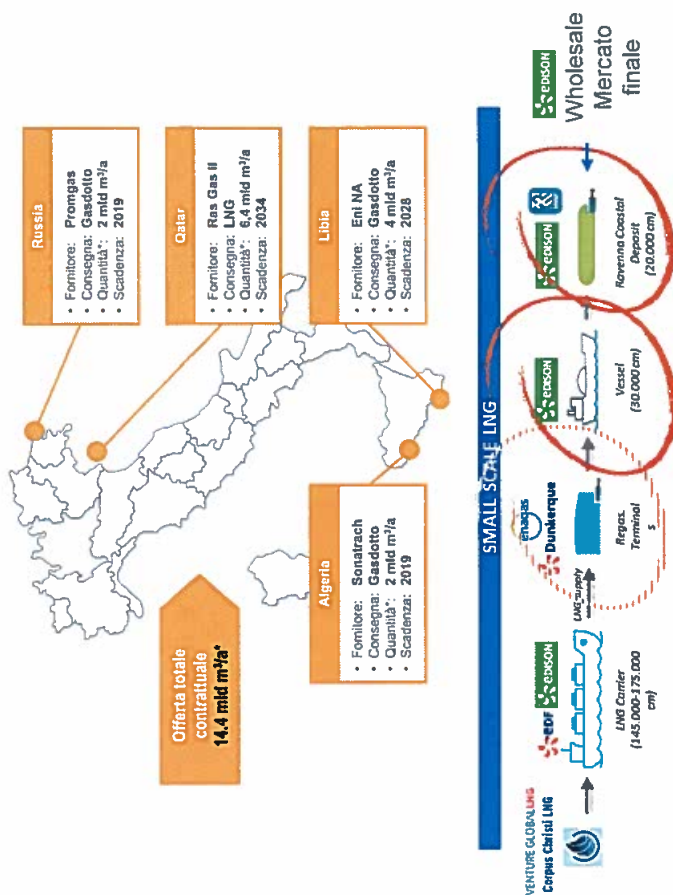 Offerta totale
contrattuale
14.4 mld m³/a*
Russia
• Fornitore: Promgas
• Consegna: Gasdotto
• Quantità*: 2 mld m³/a
• Scadenza: 2019
Qatar
• Fornitore: Ras Gas II
• Consegna: LNG
• Quantità*: 6,4 mld m³/a
• Scadenza: 2034
Libia
• Fornitore: Eni NA
• Consegna: Gasdotto
• Quantità*: 4 mld m³/a
• Scadenza: 2028
Algeria
• Fornitore: Sonatrach
• Consegna: Gasdotto
• Quantità*: 2 mld m³/a
• Scadenza: 2019
SMALL SCALE LNG
VENTURE GLOBAL LNG
Corpus Christi LNG
EDF
EDISON
LNG Carrier
(145.000-175.000
cm)
LNG supply
enagas
Dunkerque
Regas.
Terminal
s
EDISON
Vessel
(30.000 cm)
EDISON
Ravenna Coastal
Deposit
(20.000 cm)
EDISON
Wholesale
Mercato
finale